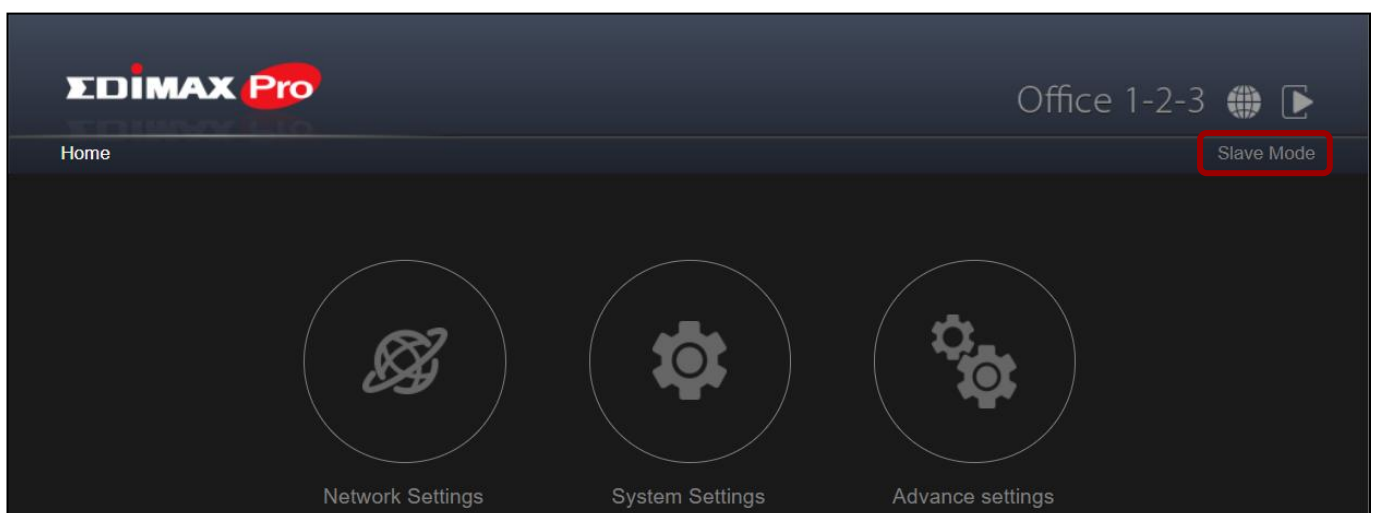 EDIMAX Pro
Office 1-2-3
Home
Slave Mode
Network Settings
System Settings
Advance settings